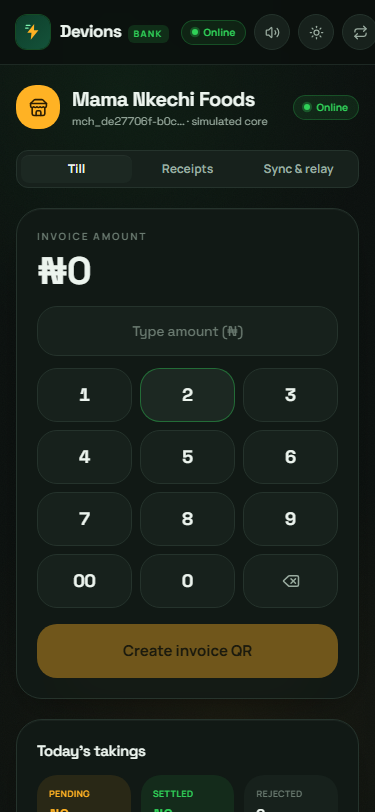 Devions BANK Online
Mama Nkechi Foods
mch_de27706f-b0c... · simulated core
Online
Till Receipts Sync & relay
INVOICE AMOUNT
₦0
Type amount (₦)
1 2 3
4 5 6
7 8 9
00 0
Create invoice QR
Today's takings
PENDING SETTLED REJECTED